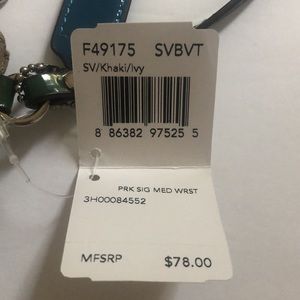 F49175 SVBVT
SV/Khaki/Ivy
8 86382 97525 5
PRK SIG MED WRST
3H00084552
MFSRP $78.00